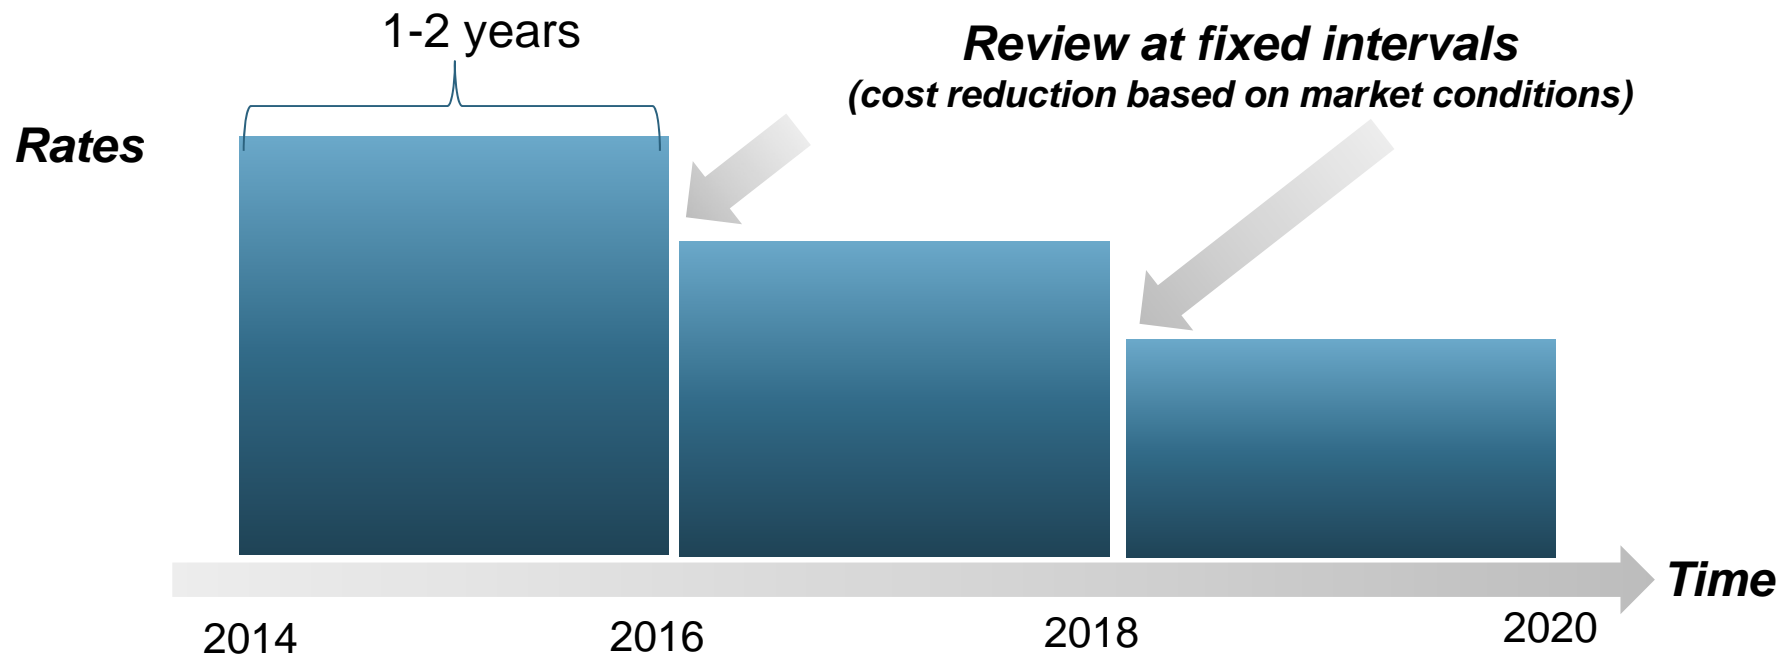 1-2 years
Review at fixed intervals
(cost reduction based on market conditions)
Rates
Time
2014
2016
2018
2020